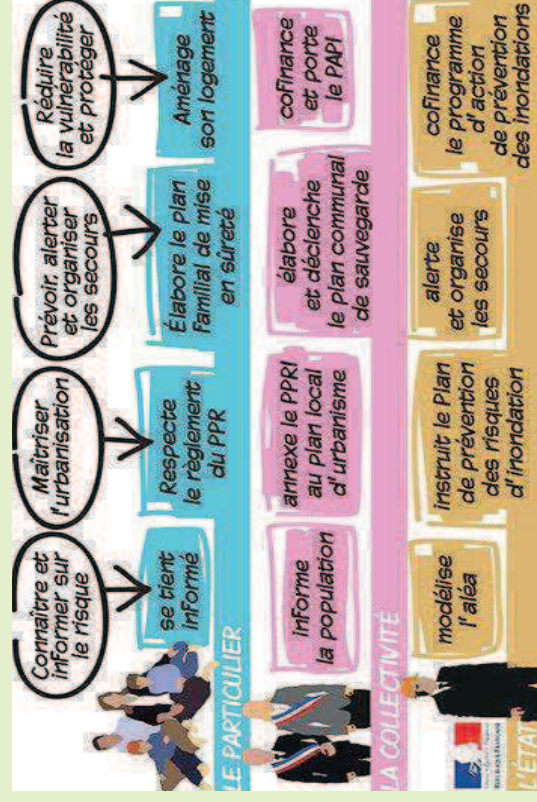 Connaître et
informer sur
le risque
Maîtriser
l'urbanisation
Prévoir, alerter
et organiser
les secours
Réduire
la vulnérabilité
et protéger
se tient
informé
Respecte
le règlement
du PPR
Élabore le plan
familial de mise
en sûreté
Aménage
son logement
LE PARTICULIER
informe
la population
annexe le PPRI
au plan local
d'urbanisme
élabore
et déclenche
le plan communal
de sauvegarde
cofinance
et porte
le PAPI
LA COLLECTIVITÉ
modélise
l'aléa
instruit le Plan
de prévention
des risques
d'inondation
alerte
et organise
les secours
cofinance
le programme
d'action
de prévention
des inondations
RÉPUBLIQUE FRANÇAISE
L'ÉTAT